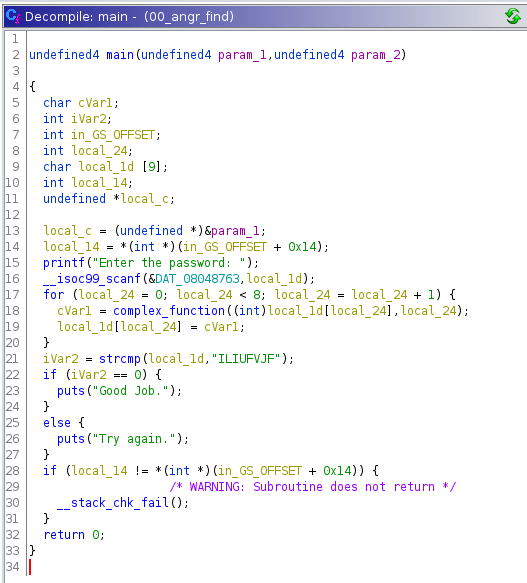 Decompile: main - (00_angr_find)
1
2 undefined4 main(undefined4 param_1,undefined4 param_2)
3
4 {
5   char cVar1;
6   int iVar2;
7   int in_GS_OFFSET;
8   int local_24;
9   char local_1d [9];
10   int local_14;
11   undefined *local_c;
12
13   local_c = (undefined *)&param_1;
14   local_14 = *(int *)(in_GS_OFFSET + 0x14);
15   printf("Enter the password: ");
16   __isoc99_scanf(&DAT_08048763,local_1d);
17   for (local_24 = 0; local_24 < 8; local_24 = local_24 + 1) {
18     cVar1 = complex_function((int)local_1d[local_24],local_24);
19     local_1d[local_24] = cVar1;
20   }
21   iVar2 = strcmp(local_1d,"ILIUFVJF");
22   if (iVar2 == 0) {
23     puts("Good Job.");
24   }
25   else {
26     puts("Try again.");
27   }
28   if (local_14 != *(int *)(in_GS_OFFSET + 0x14)) {
29                     /* WARNING: Subroutine does not return */
30     __stack_chk_fail();
31   }
32   return 0;
33 }
34